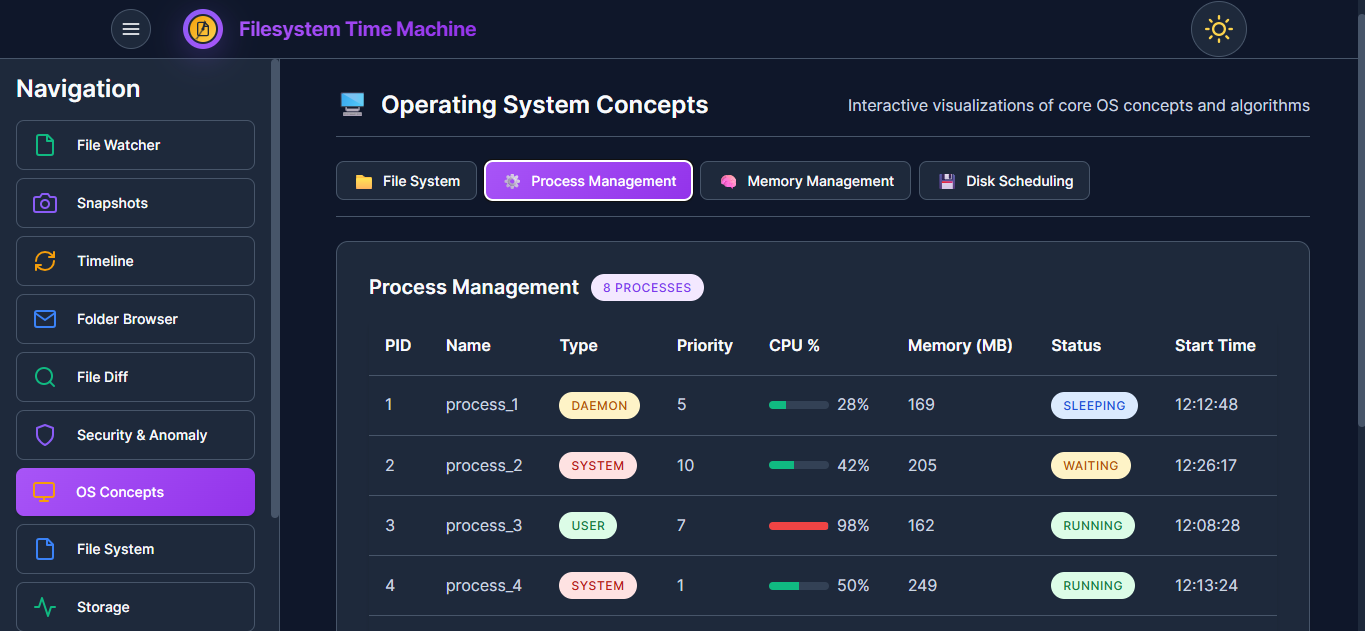 Filesystem Time Machine
Navigation
File Watcher
Snapshots
Timeline
Folder Browser
File Diff
Security & Anomaly
OS Concepts
File System
Storage
Operating System Concepts
Interactive visualizations of core OS concepts and algorithms
File System Process Management Memory Management Disk Scheduling
Process Management 8 PROCESSES
PID Name Type Priority CPU % Memory (MB) Status Start Time
1 process_1 DAEMON 5 28% 169 SLEEPING 12:12:48
2 process_2 SYSTEM 10 42% 205 WAITING 12:26:17
3 process_3 USER 7 98% 162 RUNNING 12:08:28
4 process_4 SYSTEM 1 50% 249 RUNNING 12:13:24